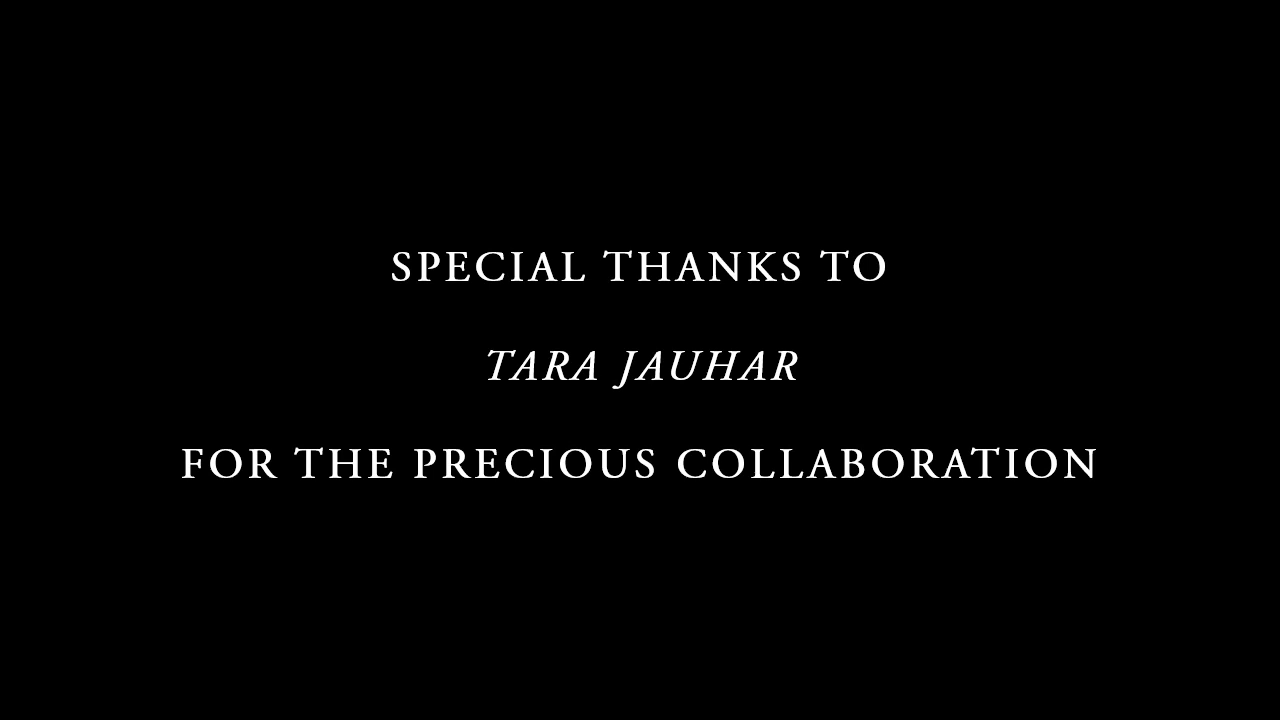 SPECIAL THANKS TO
TARA JAUHAR
FOR THE PRECIOUS COLLABORATION